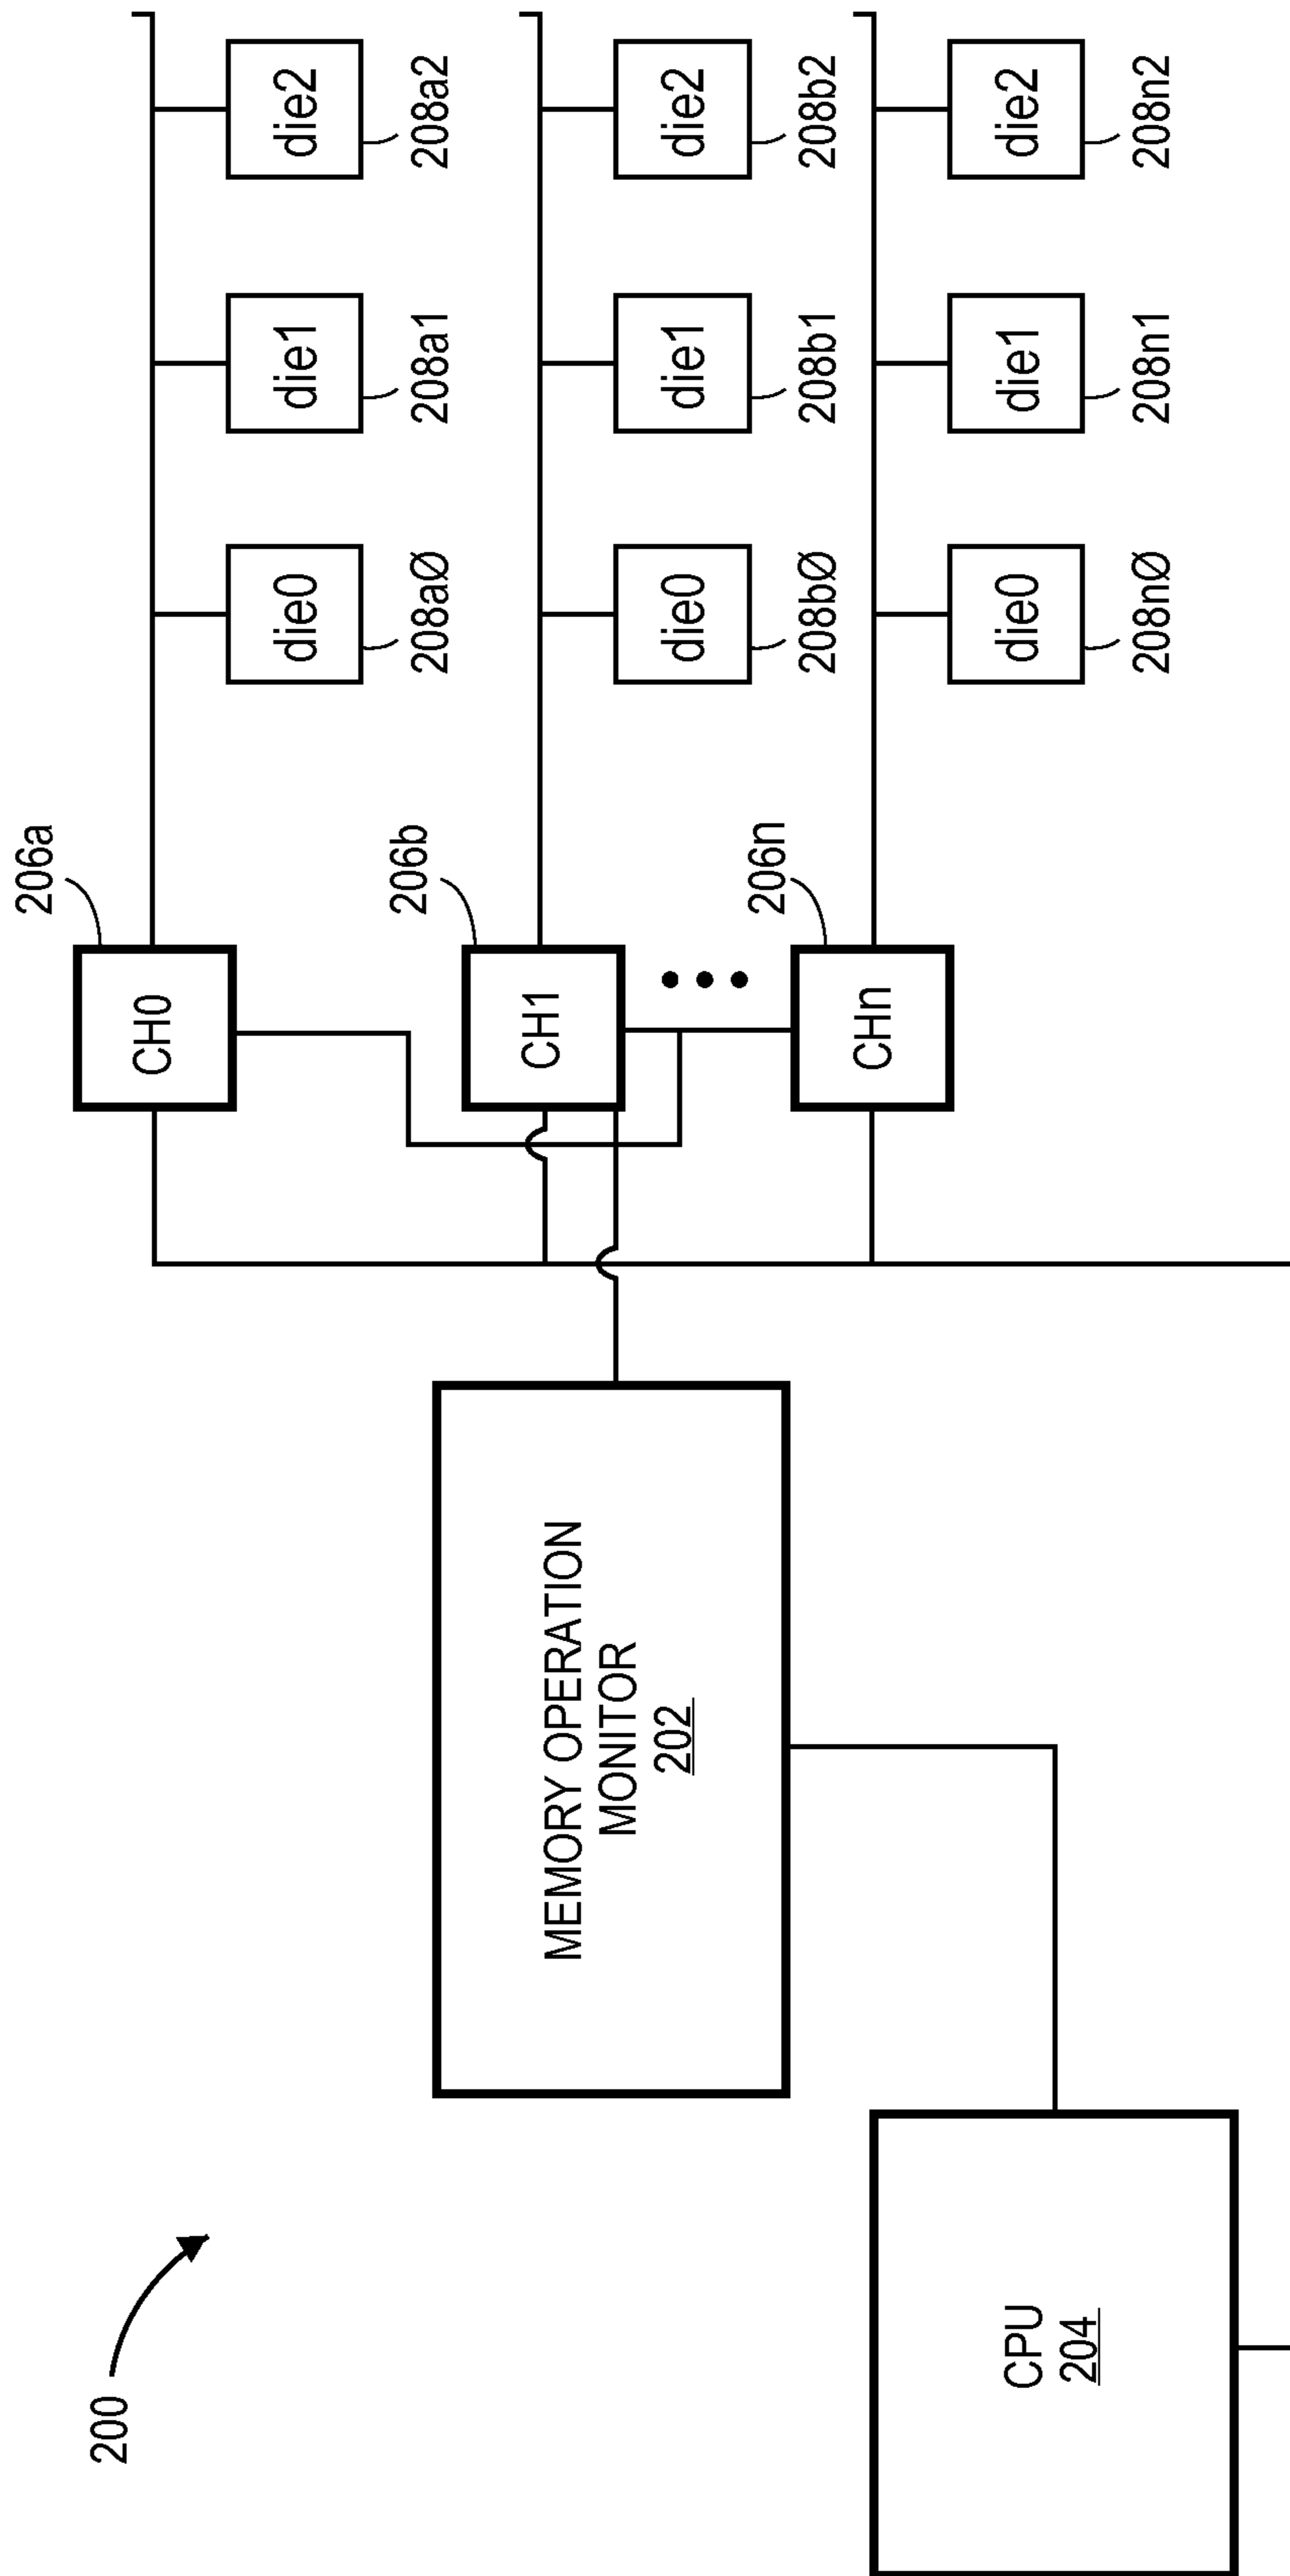 200
CPU
204
MEMORY OPERATION
MONITOR
202
206a
CH0
206b
CH1
206n
CHn
die0
208aØ
die1
208a1
die2
208a2
die0
208bØ
die1
208b1
die2
208b2
die0
208nØ
die1
208n1
die2
208n2